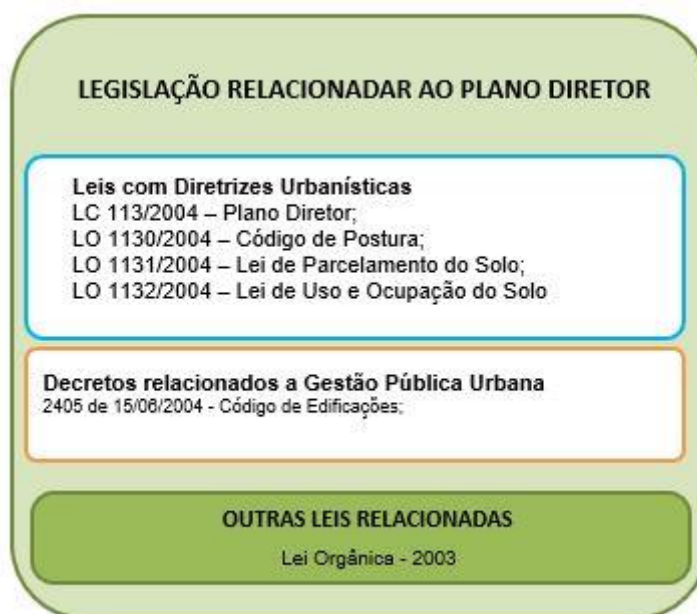 LEGISLAÇÃO RELACIONADAR AO PLANO DIRETOR
Leis com Diretrizes Urbanísticas
LC 113/2004 – Plano Diretor;
LO 1130/2004 – Código de Postura;
LO 1131/2004 – Lei de Parcelamento do Solo;
LO 1132/2004 – Lei de Uso e Ocupação do Solo
Decretos relacionados a Gestão Pública Urbana
2405 de 15/06/2004 - Código de Edificações;
OUTRAS LEIS RELACIONADAS
Lei Orgânica - 2003